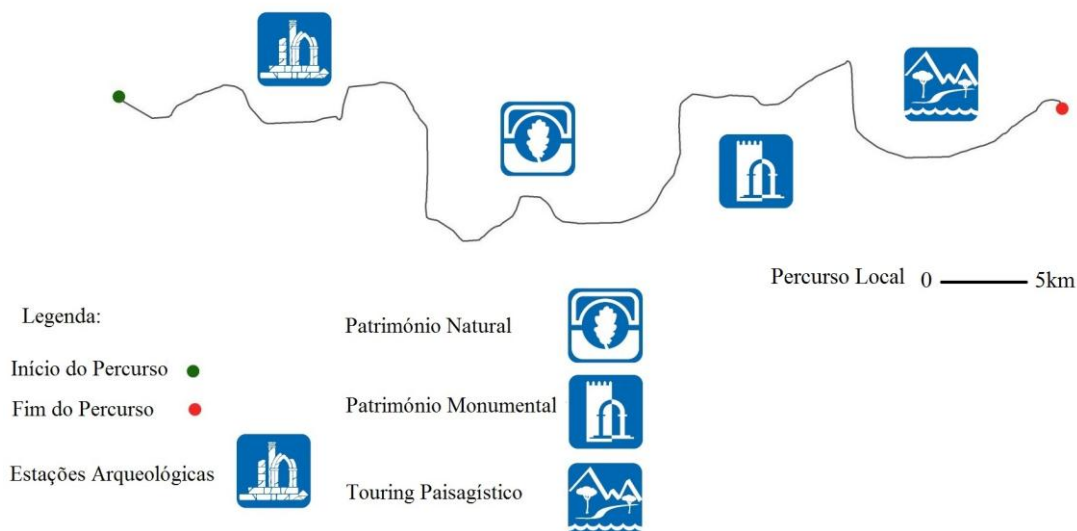 Percurso Local 0 5km
Legenda:
Início do Percurso
Fim do Percurso
Estações Arqueológicas
Património Natural
Património Monumental
Touring Paisagístico